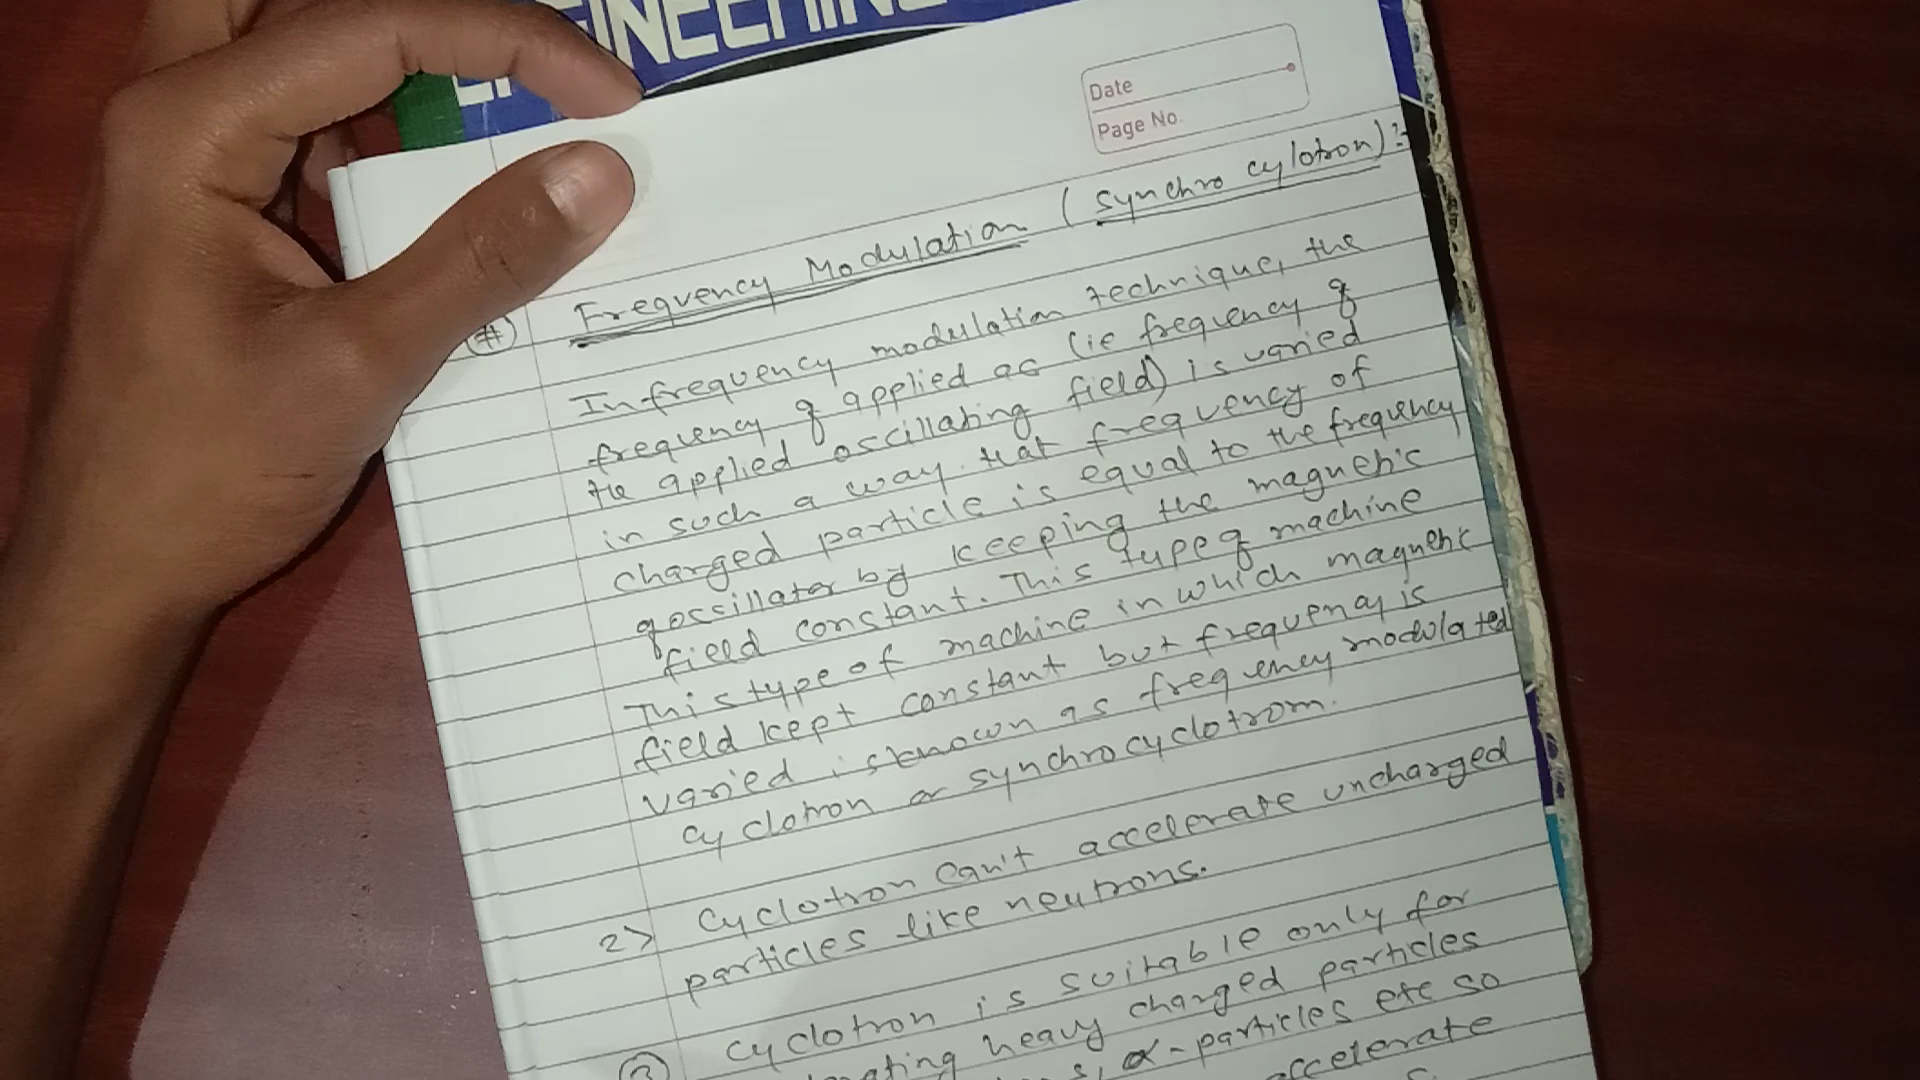 Date
Page No.
Frequency Modulation (synchro cylotron):-
(#)
In frequency modulation technique, the
frequency of applied ac (ie frequency of
the applied oscillating field) is varied
in such a way that frequency of
charged particle is equal to the frequency
of ossillator by keeping the magnetic
field constant. This type of machine
This type of machine in which magnetic
field kept constant but frequency is
varied is known as frequency modulated
cyclotron or synchrocyclotrom.
2> Cyclotron can't accelerate uncharged
particles like neutrons.
(3) Cyclotron is suitable only for
heavy charged particles
α-particles etc so
accelerate